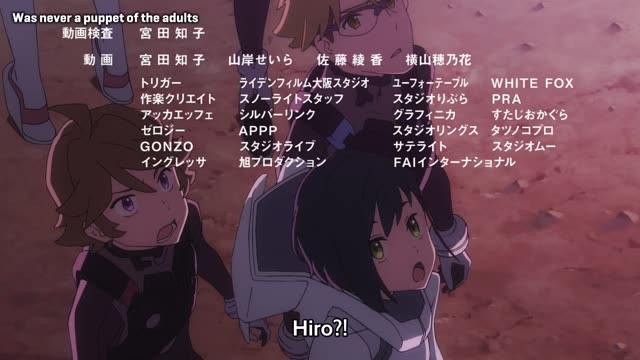 Was never a puppet of the adults
動画検査 宮田知子
動画 宮田知子 山岸せいら 佐藤綾香 横山穂乃花
トリガー ライデンフィルム大阪スタジオ ユーフォーテーブル WHITE FOX
作楽クリエイト スノーライトスタッフ スタジオりぷら PRA
アッカエッフェ シルバーリンク グラフィニカ すたじおかぐら
ゼロジー APPP スタジオリングス タツノコプロ
GONZO スタジオライブ サテライト スタジオムー
イングレッサ 旭プロダクション FAIインターナショナル
Hiro?!